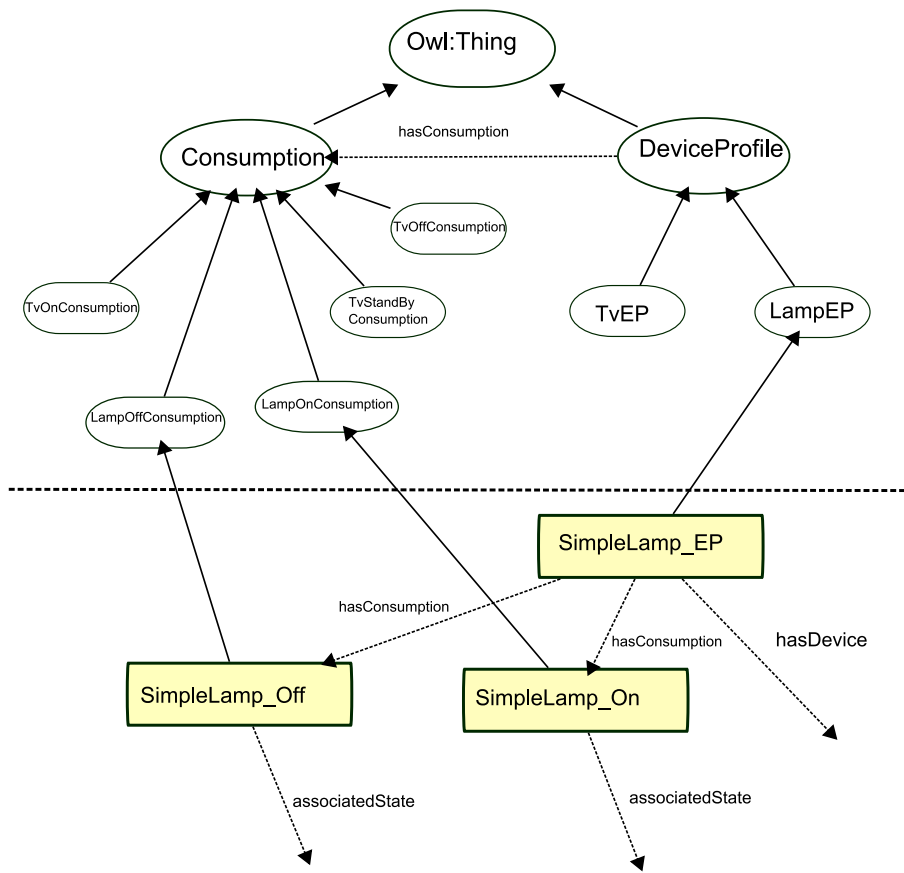 Owl:Thing
hasConsumption
Consumption
DeviceProfile
TvOffConsumption
TvOnConsumption
TvStandBy
Consumption
TvEP
LampEP
LampOffConsumption
LampOnConsumption
SimpleLamp_EP
hasConsumption
hasConsumption
hasDevice
SimpleLamp_Off
SimpleLamp_On
associatedState
associatedState